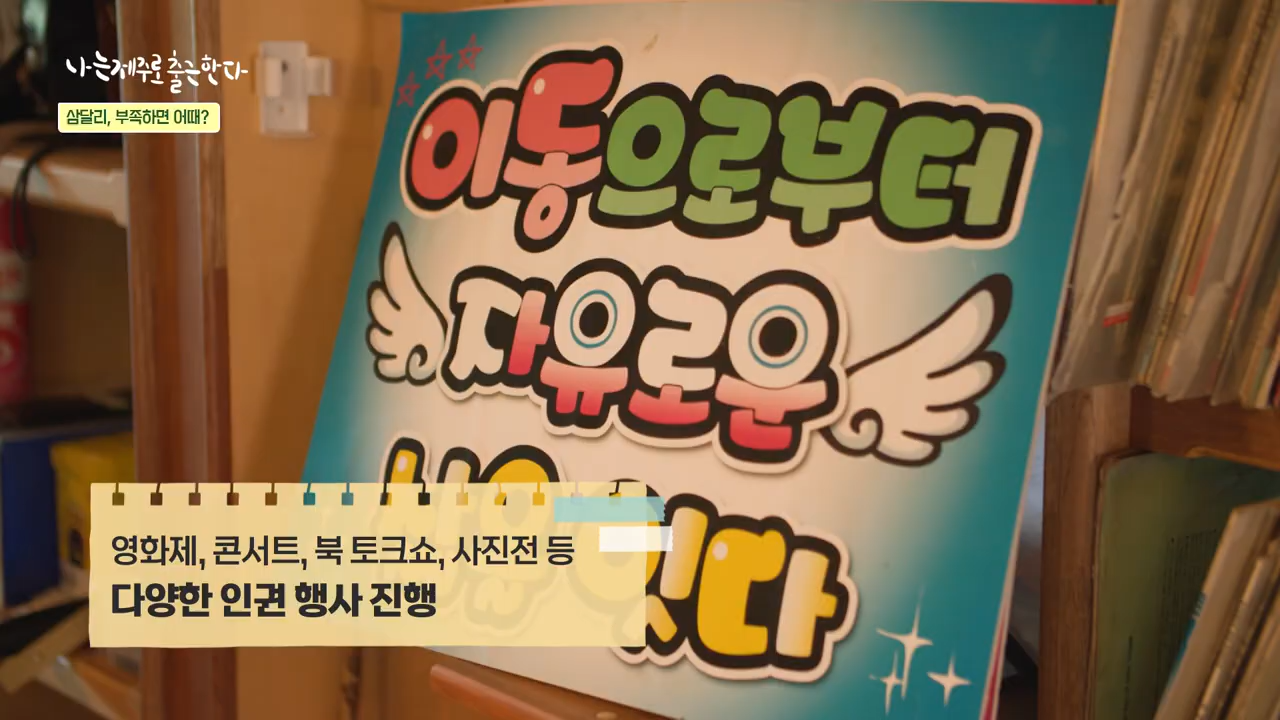 나는 제주로 출근한다
삼달리, 부족하면 어때?
이동으로부터
자유로운
있다
영화제, 콘서트, 북 토크쇼, 사진전 등
다양한 인권 행사 진행